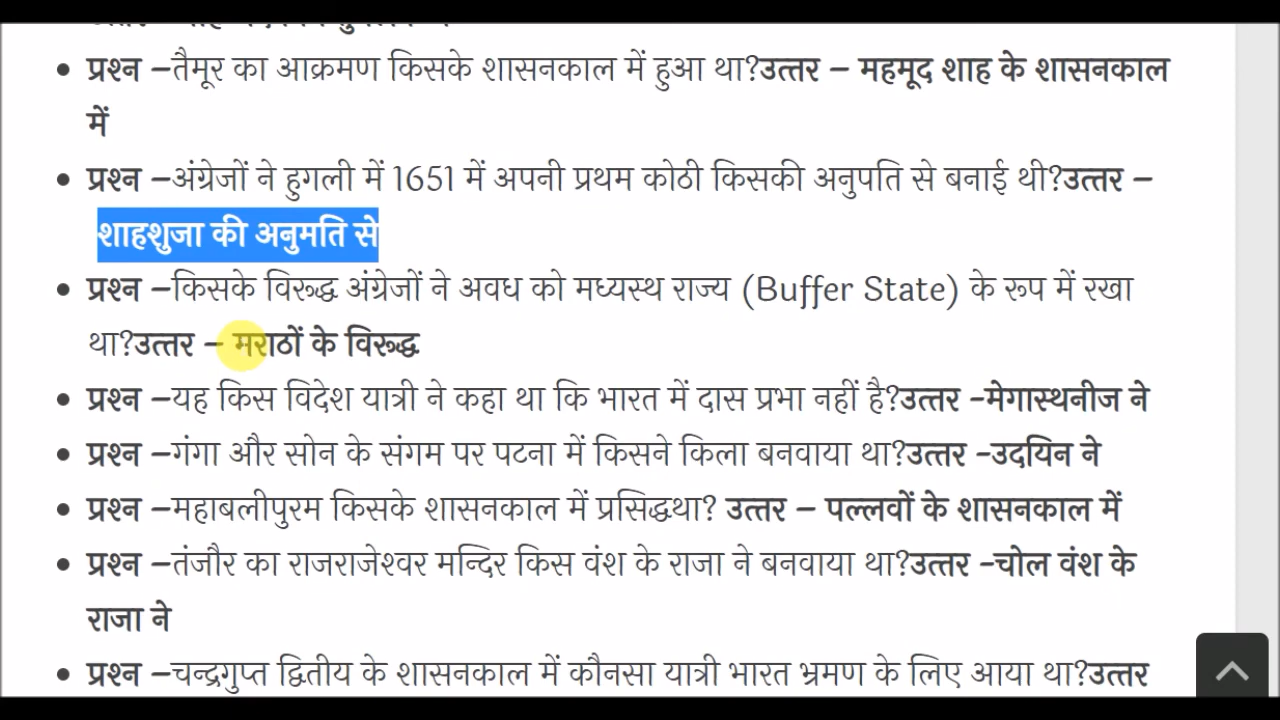 प्रश्न –तैमूर का आक्रमण किसके शासनकाल में हुआ था?उत्तर – महमूद शाह के शासनकाल
में
प्रश्न –अंग्रेजों ने हुगली में 1651 में अपनी प्रथम कोठी किसकी अनुपति से बनाई थी?उत्तर –
शाहशुजा की अनुमति से
प्रश्न –किसके विरूद्ध अंग्रेजों ने अवध को मध्यस्थ राज्य (Buffer State) के रूप में रखा
था?उत्तर – मराठों के विरूद्ध
प्रश्न –यह किस विदेश यात्री ने कहा था कि भारत में दास प्रभा नहीं है?उत्तर -मेगास्थनीज ने
प्रश्न –गंगा और सोन के संगम पर पटना में किसने किला बनवाया था?उत्तर -उदयिन ने
प्रश्न –महाबलीपुरम किसके शासनकाल में प्रसिद्धथा? उत्तर – पल्लवों के शासनकाल में
प्रश्न –तंजौर का राजराजेश्वर मन्दिर किस वंश के राजा ने बनवाया था?उत्तर -चोल वंश के
राजा ने
प्रश्न –चन्द्रगुप्त द्वितीय के शासनकाल में कौनसा यात्री भारत भ्रमण के लिए आया था?उत्तर